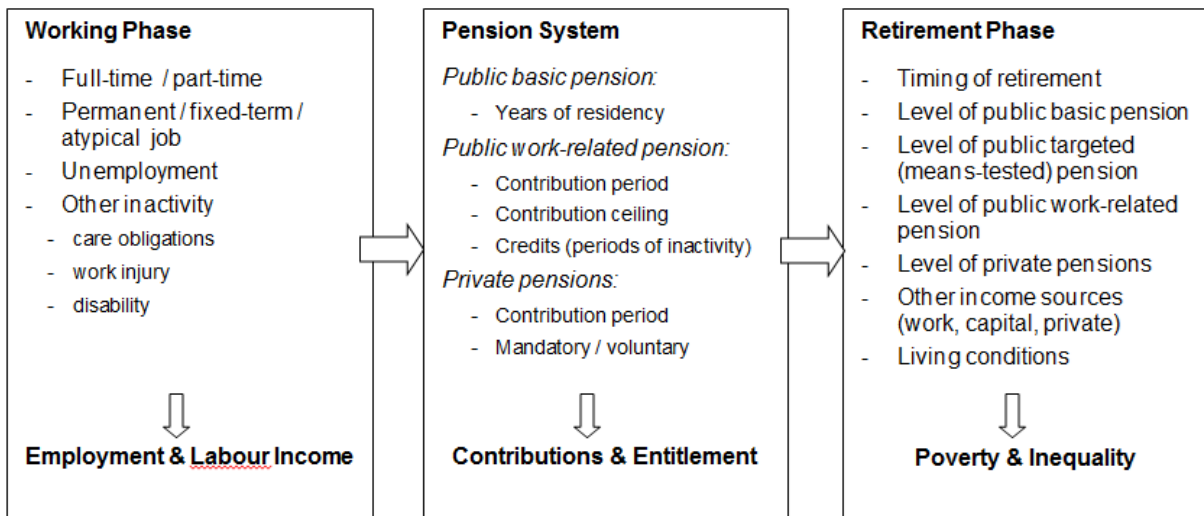 Working Phase
- Full-time / part-time
- Permanent / fixed-term /
atypical job
- Unemployment
- Other inactivity
- care obligations
- work injury
- disability
Employment & Labour Income
Pension System
Public basic pension:
- Years of residency
Public work-related pension:
- Contribution period
- Contribution ceiling
- Credits (periods of inactivity)
Private pensions:
- Contribution period
- Mandatory / voluntary
Contributions & Entitlement
Retirement Phase
- Timing of retirement
- Level of public basic pension
- Level of public targeted
(means-tested) pension
- Level of public work-related
pension
- Level of private pensions
- Other income sources
(work, capital, private)
- Living conditions
Poverty & Inequality